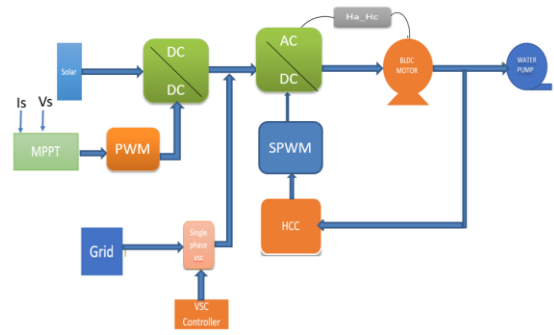 Ha_Hc
DC
DC
AC
DC
Solar
BLDC
MOTOR
WATER
PUMP
Is
Vs
MPPT
PWM
SPWM
HCC
Grid
Single
phase
vsc
VSC
Controller